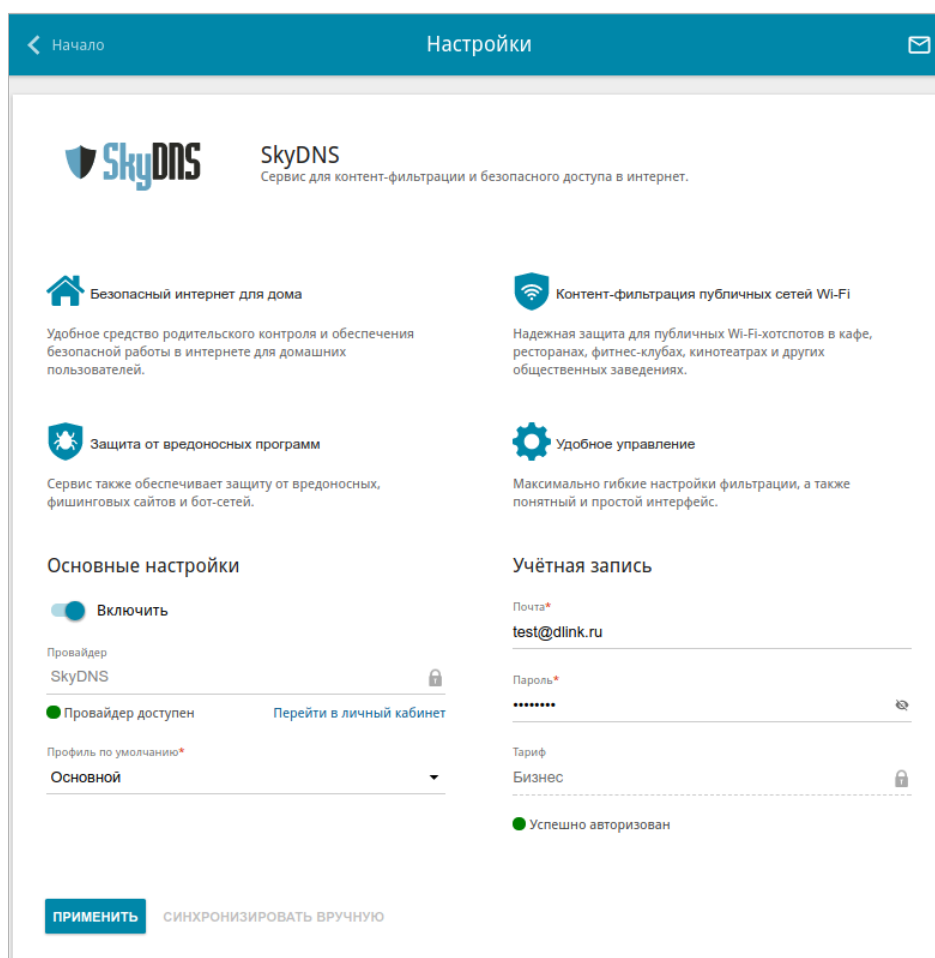 Начало
Настройки
SkyDNS
SkyDNS
Сервис для контент-фильтрации и безопасного доступа в интернет.
Безопасный интернет для дома
Удобное средство родительского контроля и обеспечения
безопасной работы в интернете для домашних
пользователей.
Контент-фильтрация публичных сетей Wi-Fi
Надежная защита для публичных Wi-Fi-хотспотов в кафе,
ресторанах, фитнес-клубах, кинотеатрах и других
общественных заведениях.
Защита от вредоносных программ
Сервис также обеспечивает защиту от вредоносных,
фишинговых сайтов и бот-сетей.
Удобное управление
Максимально гибкие настройки фильтрации, а также
понятный и простой интерфейс.
Основные настройки
Включить
Провайдер
SkyDNS
Провайдер доступен
Перейти в личный кабинет
Профиль по умолчанию*
Основной
Учётная запись
Почта*
test@dlink.ru
Пароль*
••••••••
Тариф
Бизнес
Успешно авторизован
ПРИМЕНИТЬ
СИНХРОНИЗИРОВАТЬ ВРУЧНУЮ